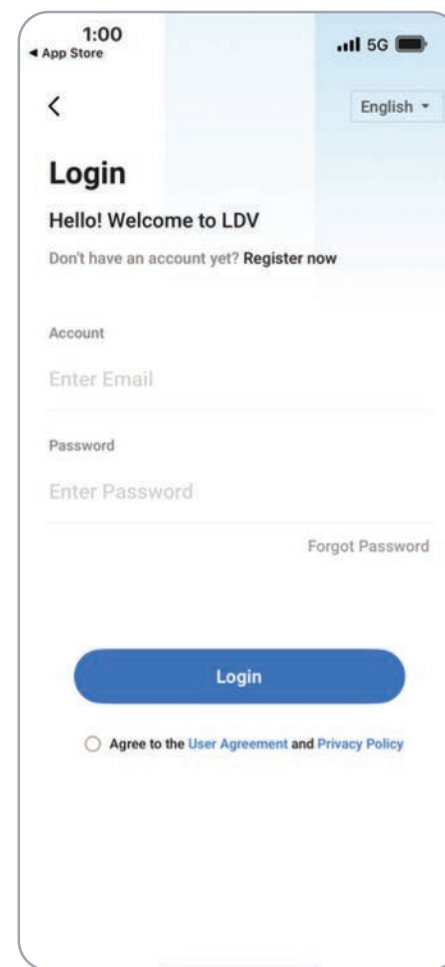 1:00
◀ App Store
5G
English
Login
Hello! Welcome to LDV
Don't have an account yet? Register now
Account
Enter Email
Password
Enter Password
Forgot Password
Login
Agree to the User Agreement and Privacy Policy